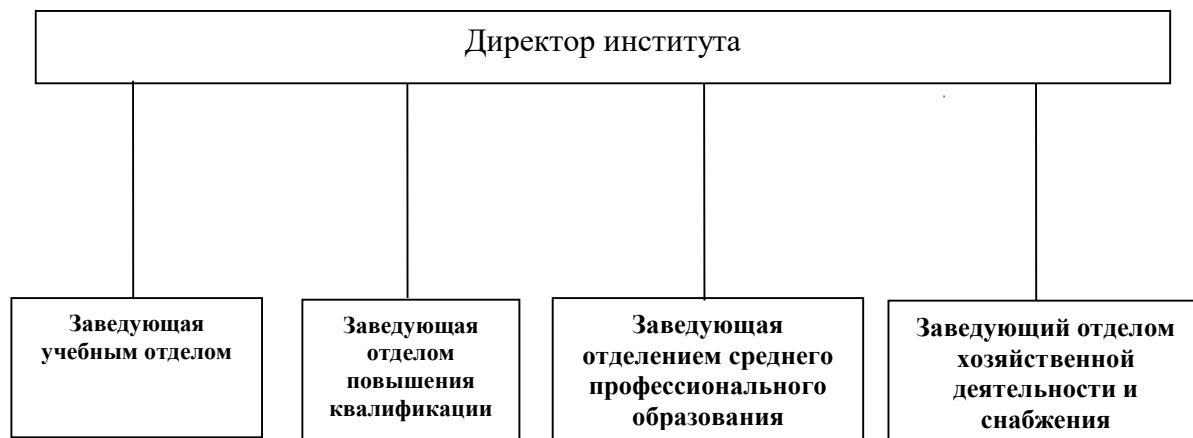 Директор института
Заведующая
учебным отделом
Заведующая
отделом
повышения
квалификации
Заведующая
отделением среднего
профессионального
образования
Заведующий отделом
хозяйственной
деятельности и
снабжения